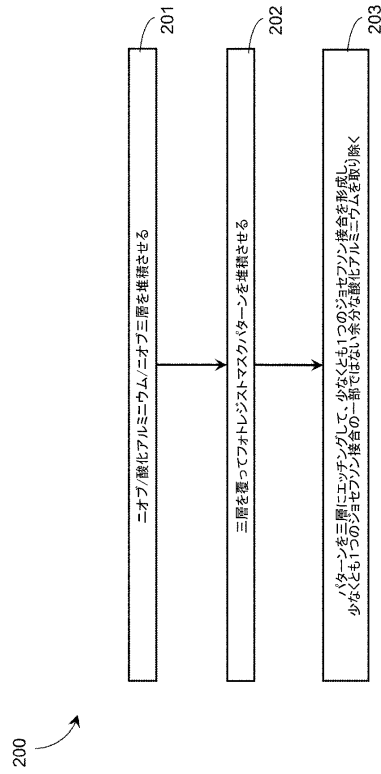 200
ニオブ/酸化アルミニウム/ニオブ三層を堆積させる
201
三層を覆ってフォトレジストマスクパターンを堆積させる
202
パターンを三層にエッチングして、少なくとも1つのジョセフソン接合を形成し、
少なくとも1つのジョセフソン接合の一部ではない余分な酸化アルミニウムを取り除く
203